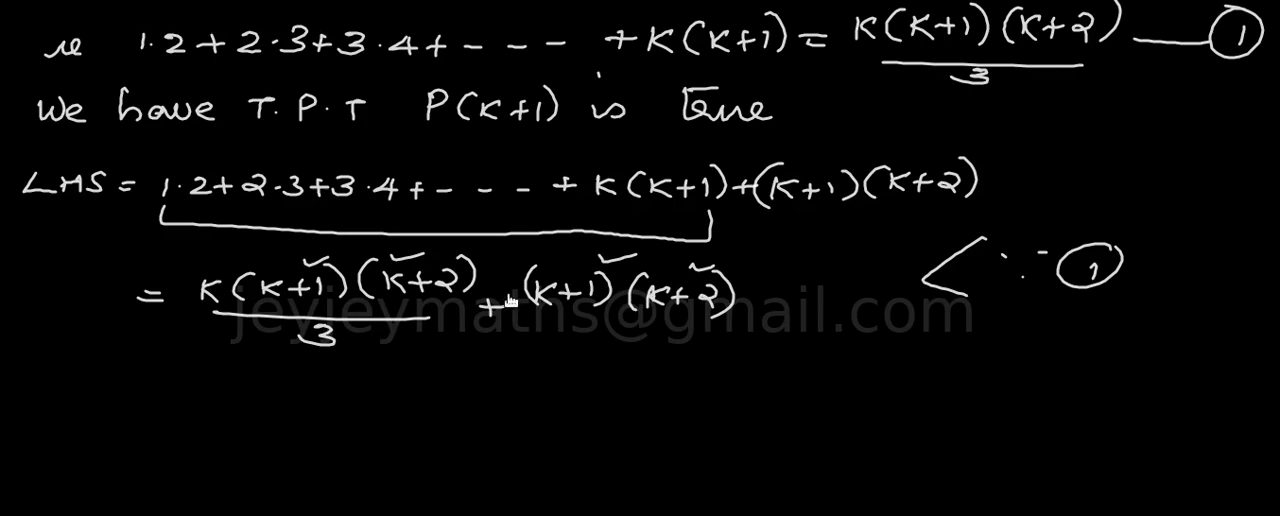 ie 1·2+2·3+3·4+ - - - - +K(K+1)= K(K+1)(K+2)/3 —— ①
We have T.P.T P(K+1) is True
LHS = 1·2+2·3+3·4+ - - - + K(K+1)+(K+1)(K+2)
= K(K+1)(K+2)/3 + (K+1)(K+2) < ∵ ①
jeyjeymaths@gmail.com